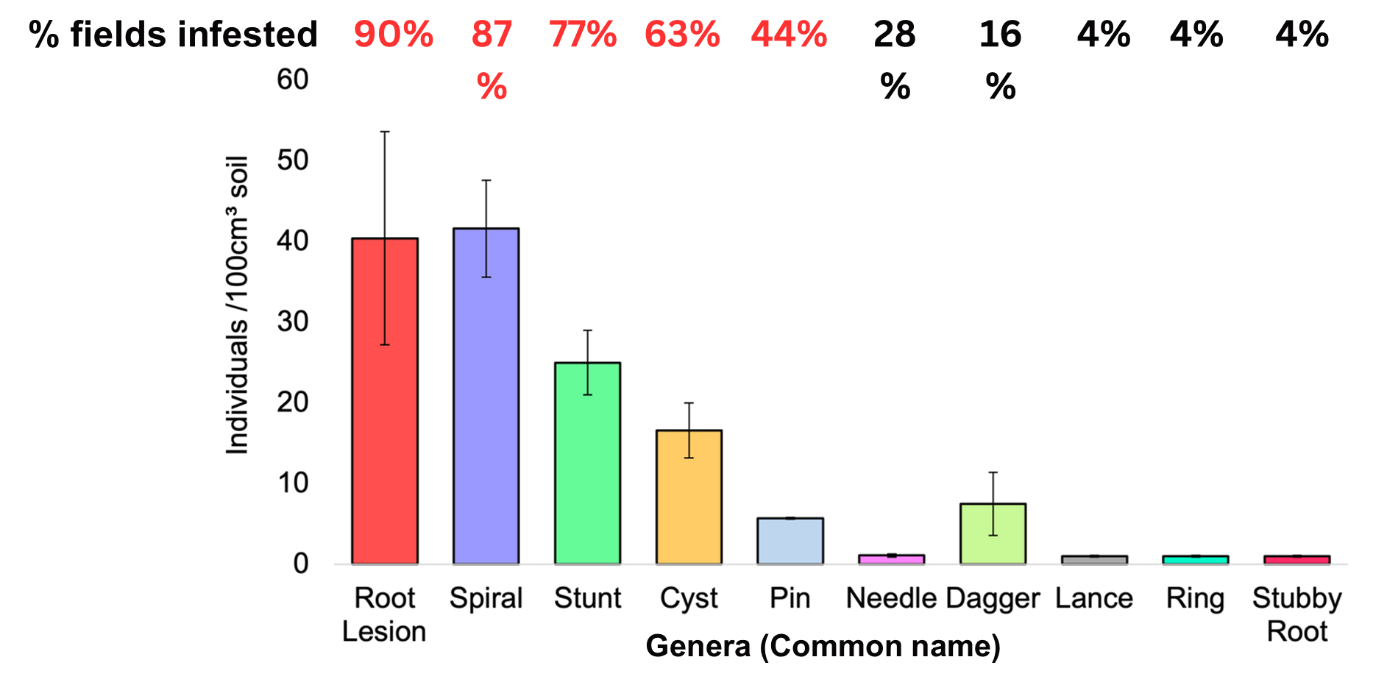 % fields infested 90% 87 % 77% 63% 44% 28 % 16 % 4% 4% 4%
60
50
40
30
20
10
0
Individuals /100cm³ soil
Root Lesion Spiral Stunt Cyst Pin Needle Dagger Lance Ring Stubby Root
Genera (Common name)